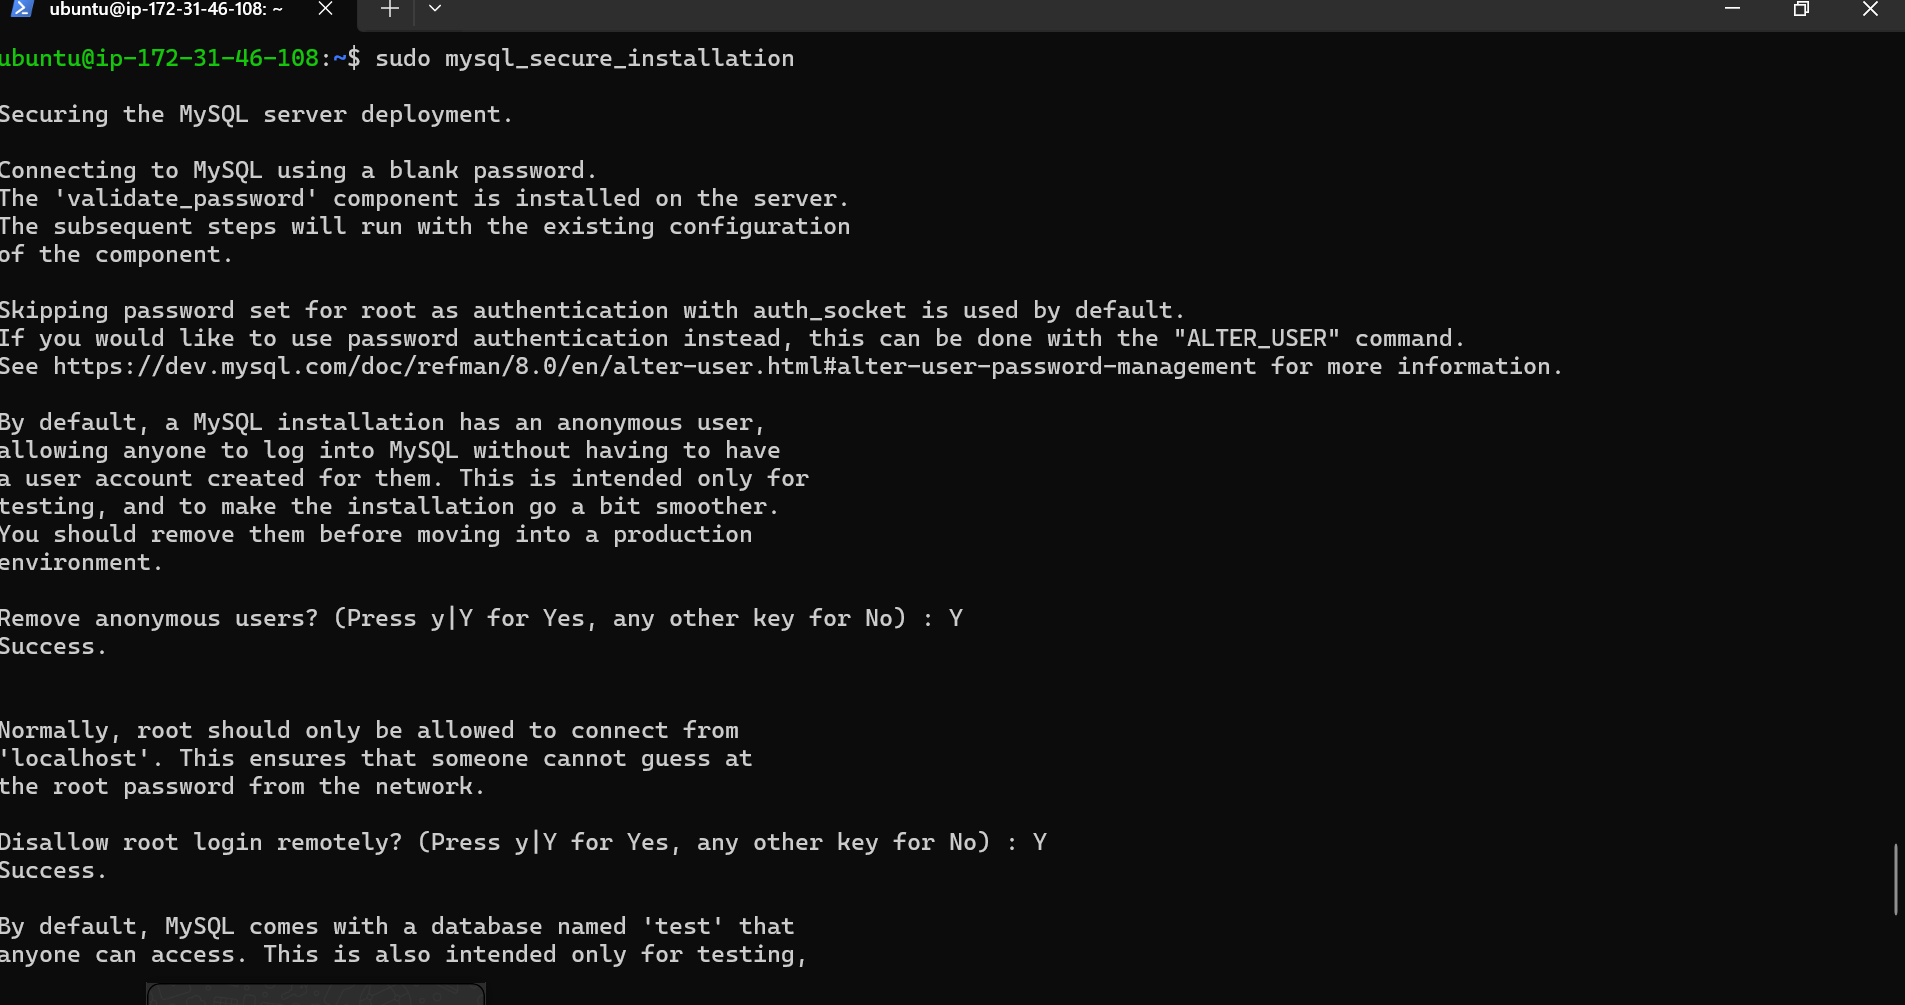 ubuntu@ip-172-31-46-108: ~
ubuntu@ip-172-31-46-108:~$ sudo mysql_secure_installation
Securing the MySQL server deployment.
Connecting to MySQL using a blank password.
The 'validate_password' component is installed on the server.
The subsequent steps will run with the existing configuration
of the component.
Skipping password set for root as authentication with auth_socket is used by default.
If you would like to use password authentication instead, this can be done with the "ALTER_USER" command.
See https://dev.mysql.com/doc/refman/8.0/en/alter-user.html#alter-user-password-management for more information.
By default, a MySQL installation has an anonymous user,
allowing anyone to log into MySQL without having to have
a user account created for them. This is intended only for
testing, and to make the installation go a bit smoother.
You should remove them before moving into a production
environment.
Remove anonymous users? (Press y|Y for Yes, any other key for No) : Y
Success.
Normally, root should only be allowed to connect from
'localhost'. This ensures that someone cannot guess at
the root password from the network.
Disallow root login remotely? (Press y|Y for Yes, any other key for No) : Y
Success.
By default, MySQL comes with a database named 'test' that
anyone can access. This is also intended only for testing,